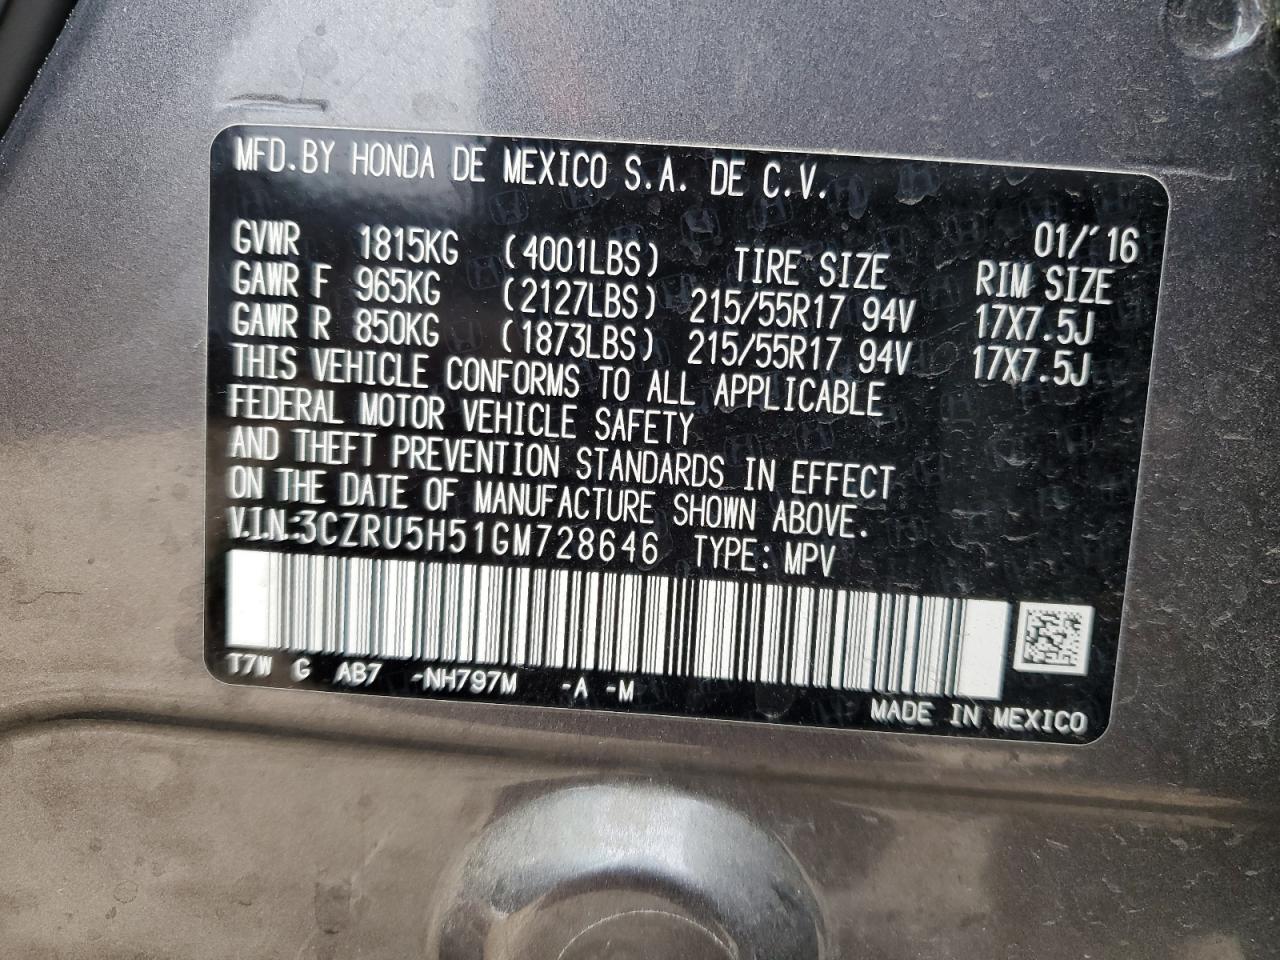 MFD.BY HONDA DE MEXICO S.A. DE C.V.
01/'16
GVWR 1815KG (4001LBS) TIRE SIZE RIM SIZE
GAWR F 965KG (2127LBS) 215/55R17 94V 17X7.5J
GAWR R 850KG (1873LBS) 215/55R17 94V 17X7.5J
THIS VEHICLE CONFORMS TO ALL APPLICABLE
FEDERAL MOTOR VEHICLE SAFETY
AND THEFT PREVENTION STANDARDS IN EFFECT
ON THE DATE OF MANUFACTURE SHOWN ABOVE.
V.I.N.:3CZRU5H51GM728646 TYPE: MPV
T7W G AB7 -NH797M -A -M
MADE IN MEXICO